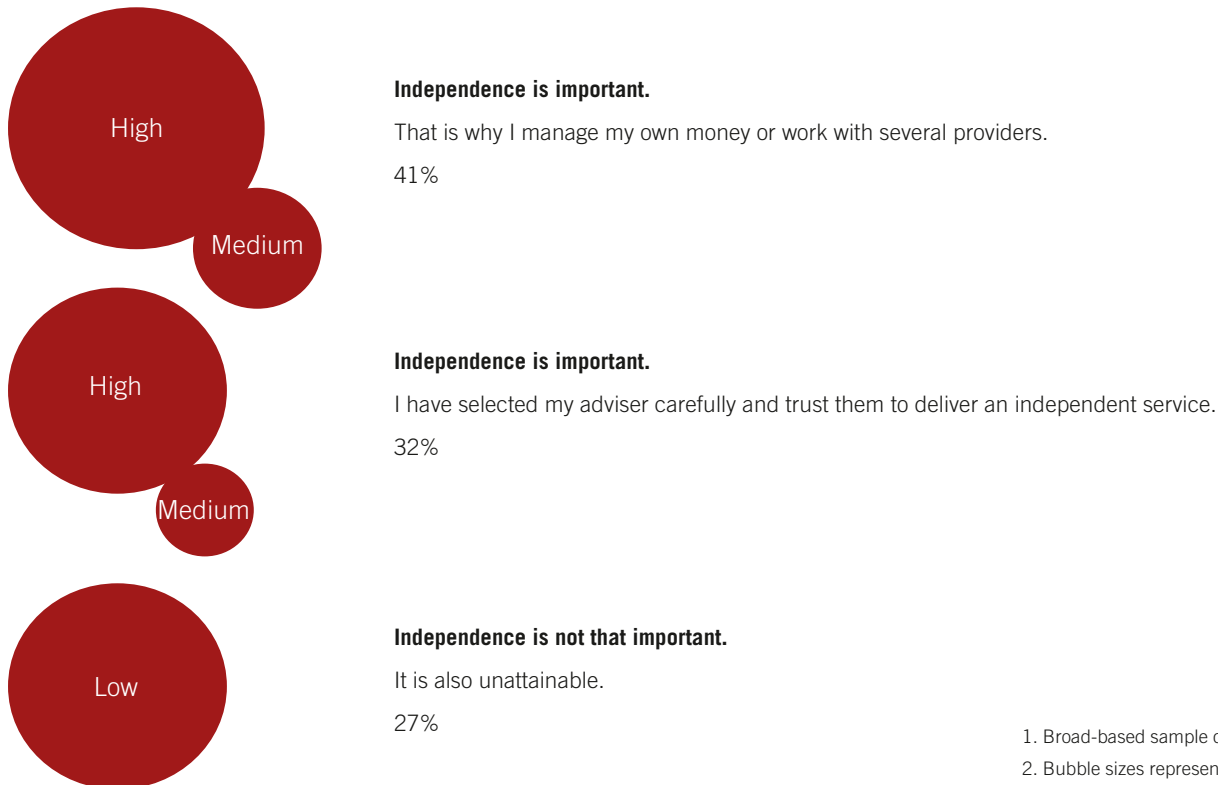 High
Medium
Independence is important.
That is why I manage my own money or work with several providers.
41%
High
Medium
Independence is important.
I have selected my adviser carefully and trust them to deliver an independent service.
32%
Low
Independence is not that important.
It is also unattainable.
27%
1. Broad-based sample
2. Bubble sizes represen